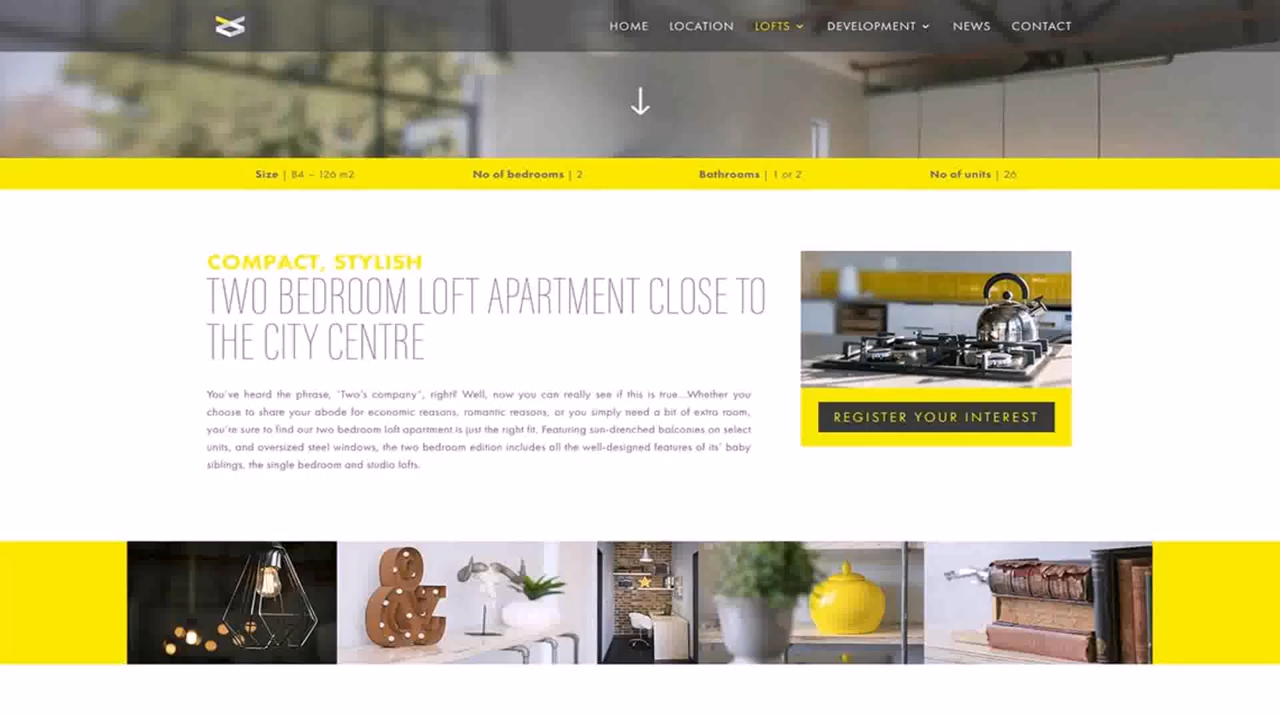 HOME LOCATION LOFTS DEVELOPMENT NEWS CONTACT
Size | 84 – 126 m2 No of bedrooms | 2 Bathrooms | 1 or 2 No of units | 26
COMPACT, STYLISH
TWO BEDROOM LOFT APARTMENT CLOSE TO
THE CITY CENTRE
You've heard the phrase, "Two's company", right? Well, now you can really see if this is true...Whether you
choose to share your abode for economic reasons, romantic reasons, or you simply need a bit of extra room,
you're sure to find our two bedroom loft apartment is just the right fit. Featuring sun-drenched balconies on select
units, and oversized steel windows, the two bedroom edition includes all the well-designed features of its' baby
siblings, the single bedroom and studio lofts.
REGISTER YOUR INTEREST
&